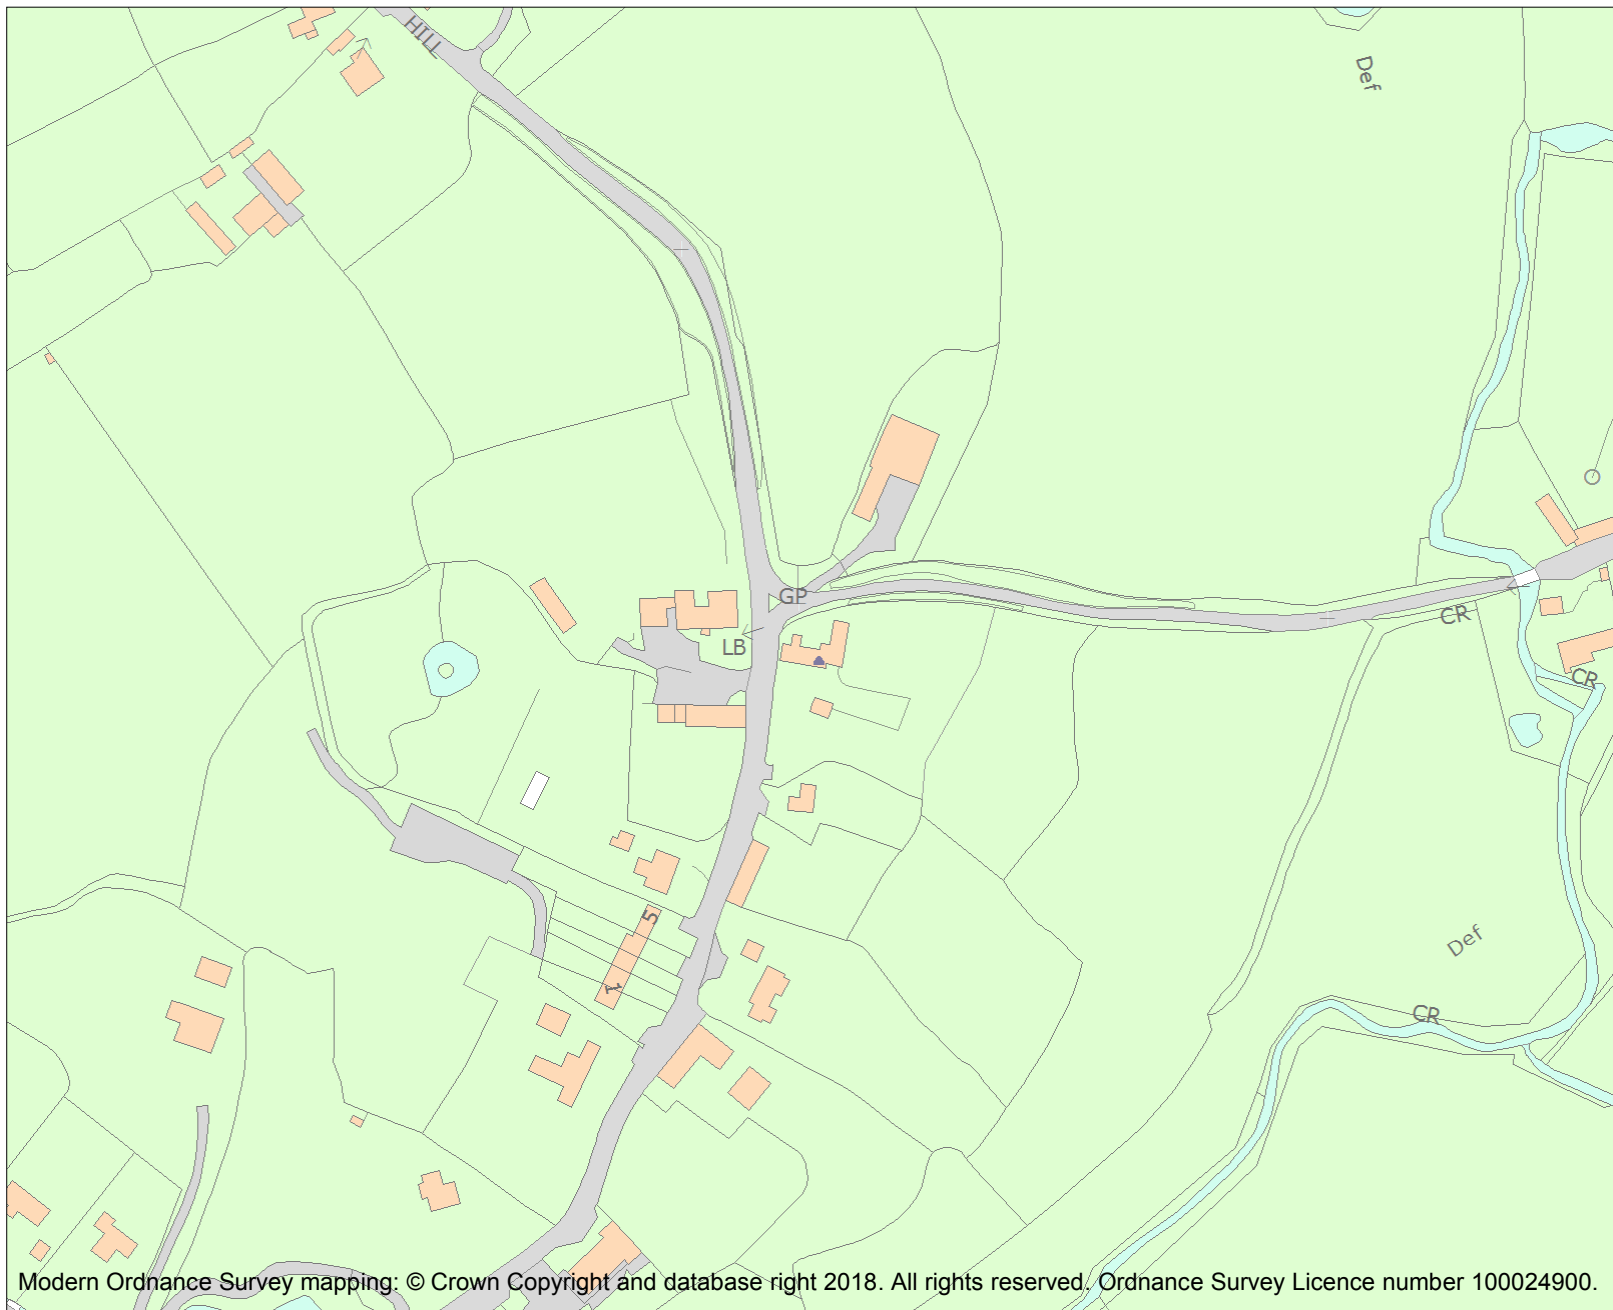 HILL
Def
GP
CR
LB
CR
5
Def
1
CR
Modern Ordnance Survey mapping: © Crown Copyright and database right 2018. All rights reserved. Ordnance Survey Licence number 100024900.